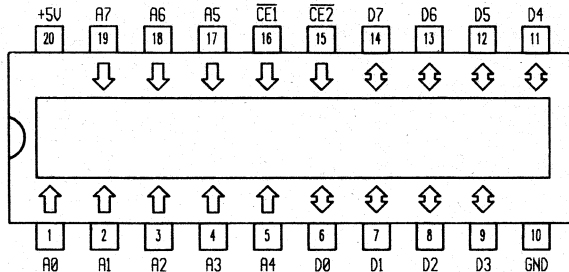 +5V A7 A6 A5 C̅E̅1̅ C̅E̅2̅ D7 D6 D5 D4
20 19 18 17 16 15 14 13 12 11
1 2 3 4 5 6 7 8 9 10
A0 A1 A2 A3 A4 D0 D1 D2 D3 GND